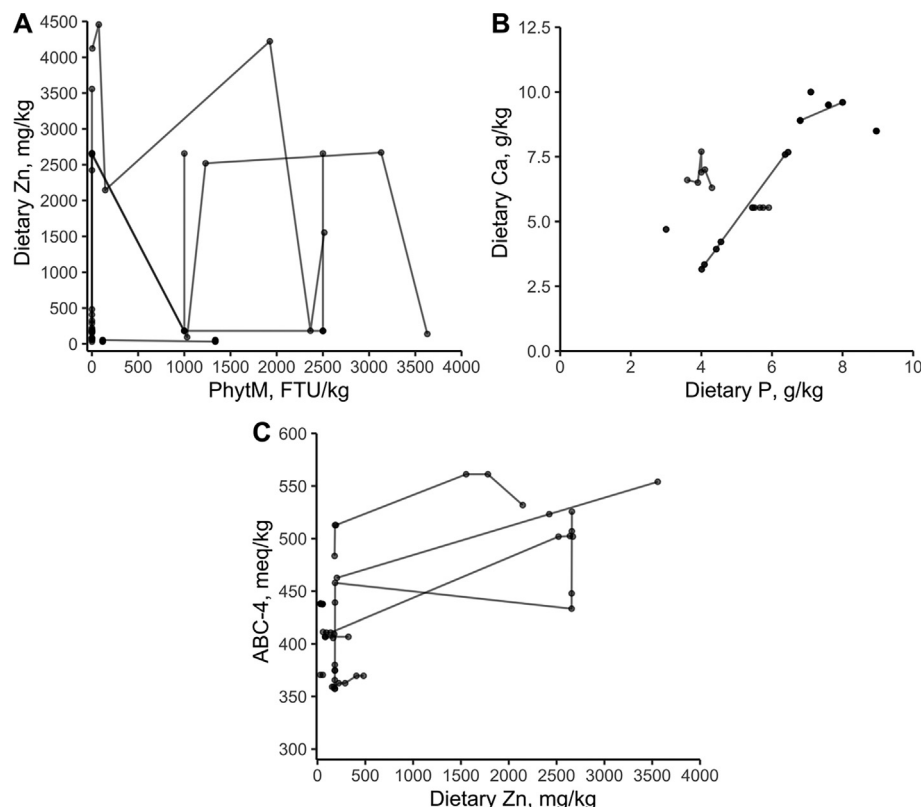 A
Dietary Zn, mg/kg
4500
4000
3500
3000
2500
2000
1500
1000
500
0
0 500 1000 1500 2000 2500 3000 3500 4000
PhytM, FTU/kg
B
Dietary Ca, g/kg
12.5
10.0
7.5
5.0
2.5
0.0
0 2 4 6 8 10
Dietary P, g/kg
C
ABC-4, meq/kg
600
550
500
450
400
350
300
0 500 1000 1500 2000 2500 3000 3500 4000
Dietary Zn, mg/kg